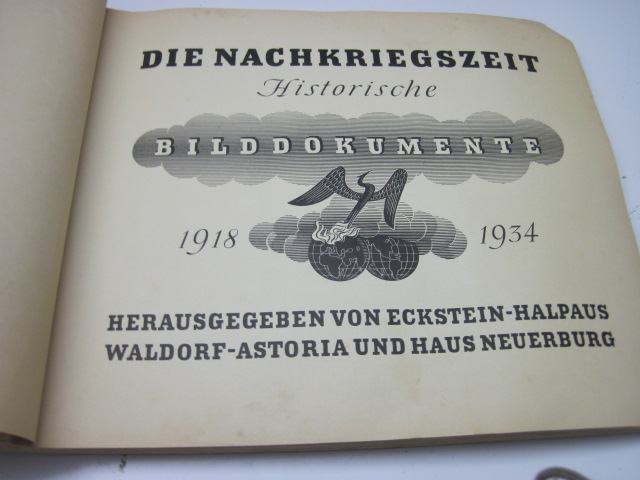 DIE NACHKRIEGSZEIT
Historische
BILDDOKUMENTE
1918 1934
HERAUSGEGEBEN VON ECKSTEIN-HALPAUS
WALDORF-ASTORIA UND HAUS NEUERBURG